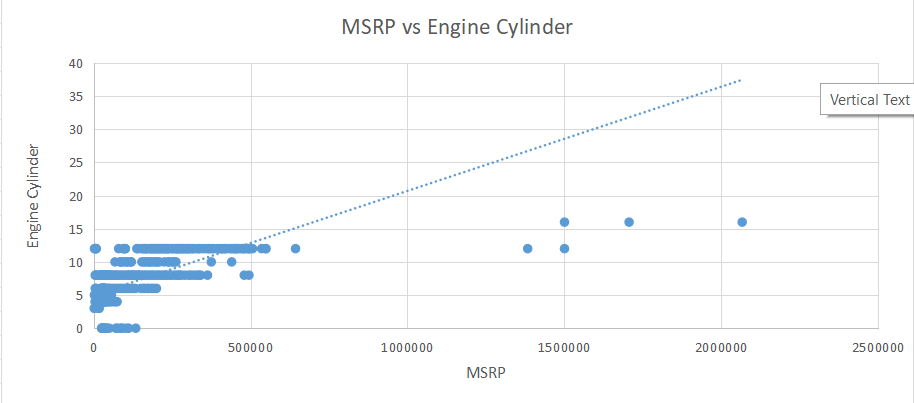 MSRP vs Engine Cylinder
40
35
30
25
20
15
10
5
0
Engine Cylinder
0 500000 1000000 1500000 2000000 2500000
MSRP
Vertical Text